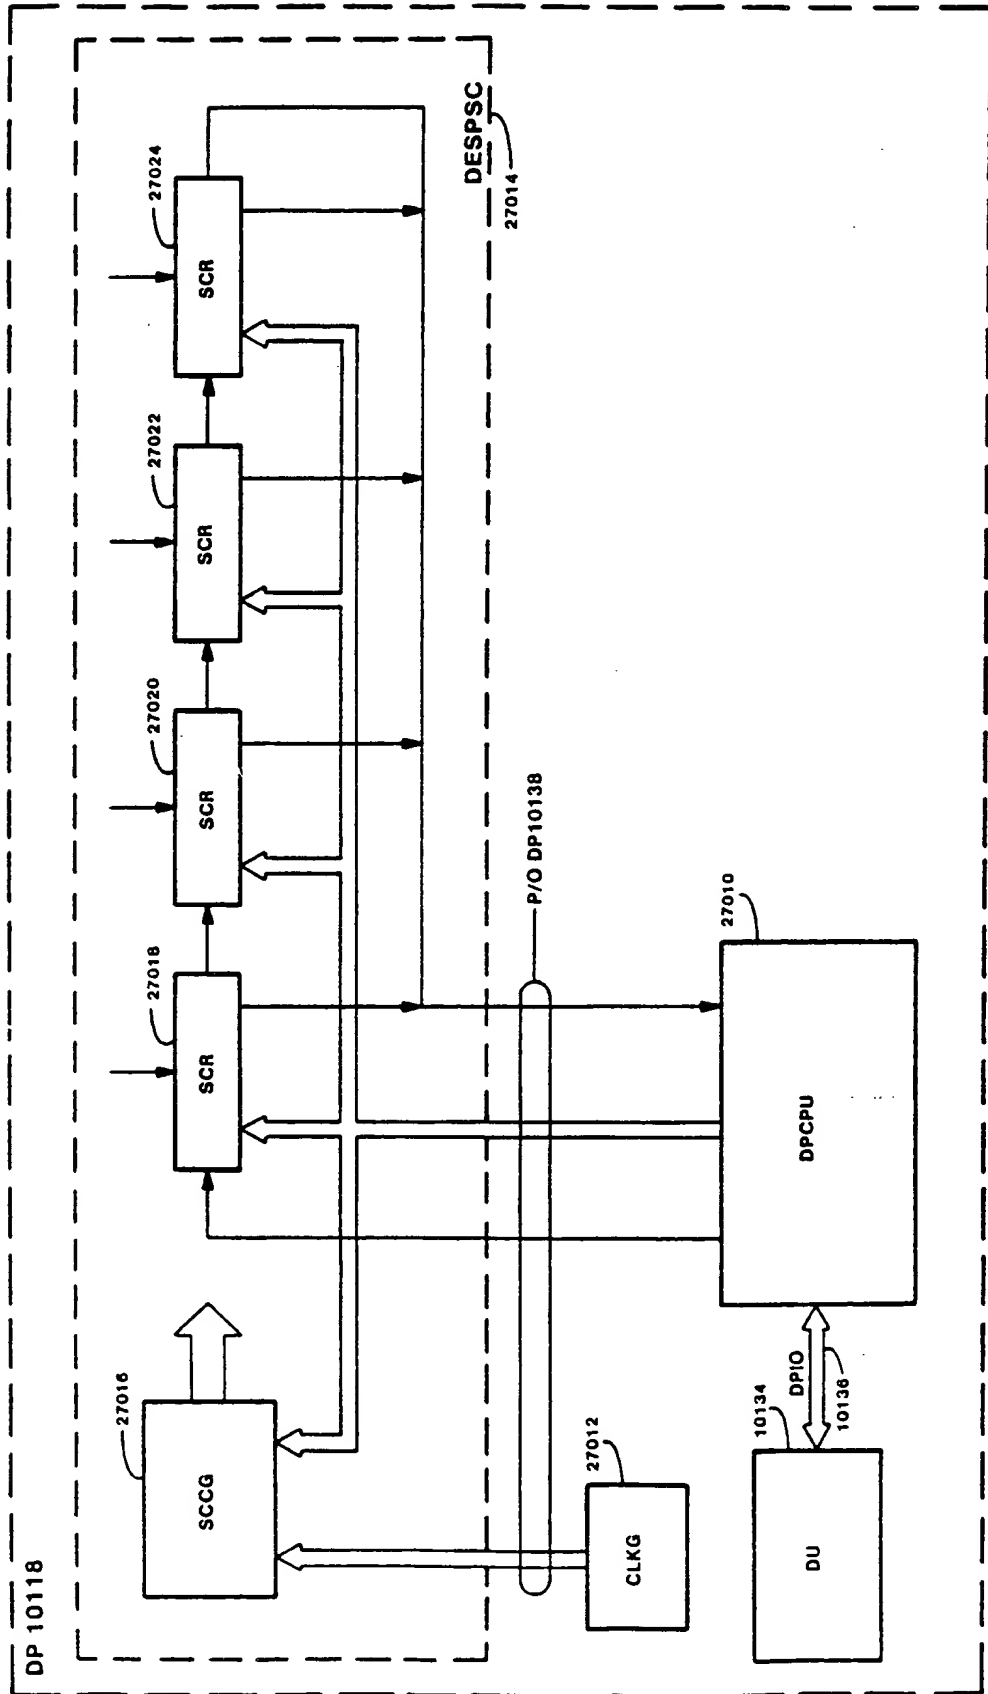 DP 10118
27016
SCCG
27018
SCR
27020
SCR
27022
SCR
27024
SCR
DESPSC
27014
P/O DP10138
27012
CLKG
27010
DPCPU
10134
DU
DPIO
10136